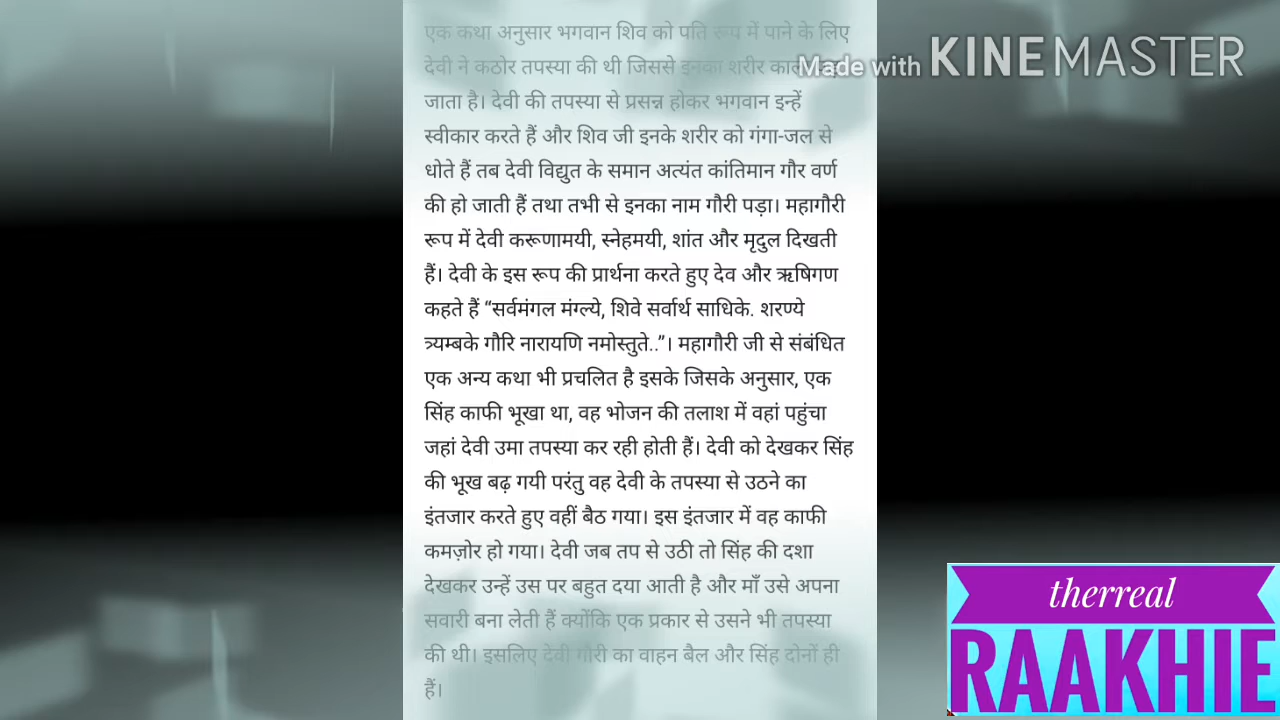 एक कथा अनुसार भगवान शिव को पति रूप में पाने के लिए
देवी ने कठोर तपस्या की थी जिससे इनका शरीर काला
जाता है। देवी की तपस्या से प्रसन्न होकर भगवान इन्हें
स्वीकार करते हैं और शिव जी इनके शरीर को गंगा-जल से
धोते हैं तब देवी विद्युत के समान अत्यंत कांतिमान गौर वर्ण
की हो जाती हैं तथा तभी से इनका नाम गौरी पड़ा। महागौरी
रूप में देवी करूणामयी, स्नेहमयी, शांत और मृदुल दिखती
हैं। देवी के इस रूप की प्रार्थना करते हुए देव और ऋषिगण
कहते हैं “सर्वमंगल मंग्ल्ये, शिवे सर्वार्थ साधिके. शरण्ये
त्र्यम्बके गौरि नारायणि नमोस्तुते..”। महागौरी जी से संबंधित
एक अन्य कथा भी प्रचलित है इसके जिसके अनुसार, एक
सिंह काफी भूखा था, वह भोजन की तलाश में वहां पहुंचा
जहां देवी उमा तपस्या कर रही होती हैं। देवी को देखकर सिंह
की भूख बढ़ गयी परंतु वह देवी के तपस्या से उठने का
इंतजार करते हुए वहीं बैठ गया। इस इंतजार में वह काफी
कमज़ोर हो गया। देवी जब तप से उठी तो सिंह की दशा
देखकर उन्हें उस पर बहुत दया आती है और माँ उसे अपना
सवारी बना लेती हैं क्योंकि एक प्रकार से उसने भी तपस्या
की थी। इसलिए देवी गौरी का वाहन बैल और सिंह दोनों ही
हैं।
Made with KINEMASTER
therreal
RAAKHIE